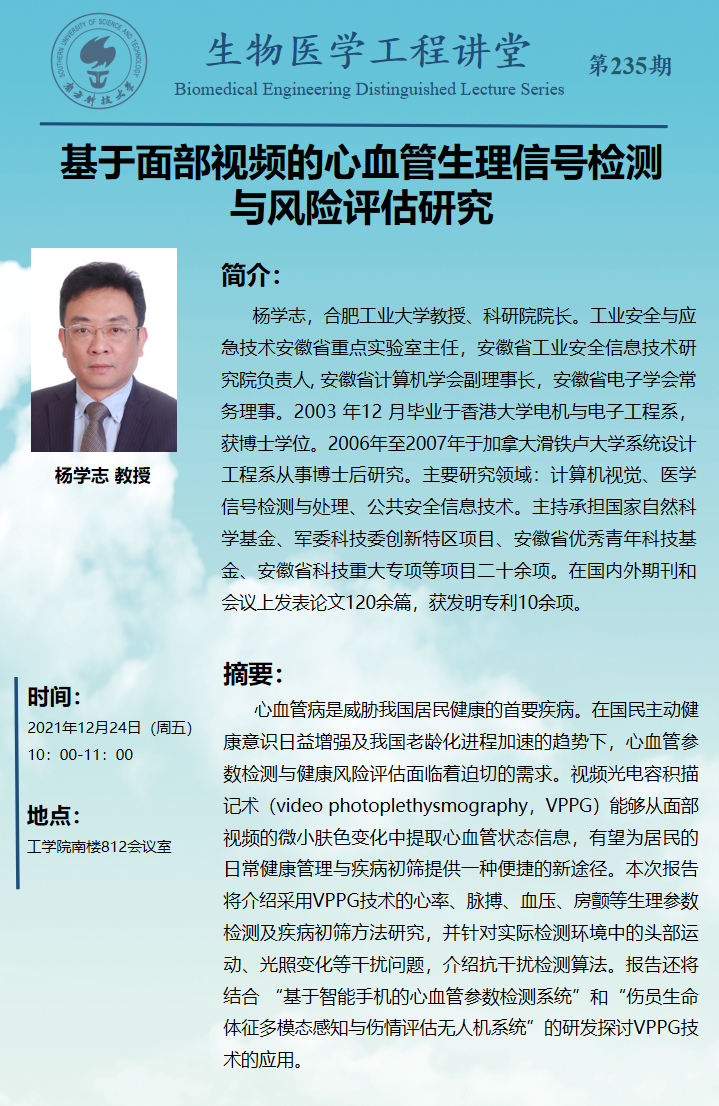 SOUTHERN UNIVERSITY OF SCIENCE AND TECHNOLOGY
南方科技大学
生物医学工程讲堂
Biomedical Engineering Distinguished Lecture Series
第235期
基于面部视频的心血管生理信号检测
与风险评估研究
杨学志 教授
简介：
杨学志，合肥工业大学教授、科研院院长。工业安全与应
急技术安徽省重点实验室主任，安徽省工业安全信息技术研
究院负责人, 安徽省计算机学会副理事长，安徽省电子学会常
务理事。2003 年12 月毕业于香港大学电机与电子工程系，
获博士学位。2006年至2007年于加拿大滑铁卢大学系统设计
工程系从事博士后研究。主要研究领域：计算机视觉、医学
信号检测与处理、公共安全信息技术。主持承担国家自然科
学基金、军委科技委创新特区项目、安徽省优秀青年科技基
金、安徽省科技重大专项等项目二十余项。在国内外期刊和
会议上发表论文120余篇，获发明专利10余项。
时间：
2021年12月24日（周五）
10：00-11：00
地点：
工学院南楼812会议室
摘要：
心血管病是威胁我国居民健康的首要疾病。在国民主动健
康意识日益增强及我国老龄化进程加速的趋势下，心血管参
数检测与健康风险评估面临着迫切的需求。视频光电容积描
记术（video photoplethysmography，VPPG）能够从面部
视频的微小肤色变化中提取心血管状态信息，有望为居民的
日常健康管理与疾病初筛提供一种便捷的新途径。本次报告
将介绍采用VPPG技术的心率、脉搏、血压、房颤等生理参数
检测及疾病初筛方法研究，并针对实际检测环境中的头部运
动、光照变化等干扰问题，介绍抗干扰检测算法。报告还将
结合 “基于智能手机的心血管参数检测系统”和“伤员生命
体征多模态感知与伤情评估无人机系统”的研发探讨VPPG技
术的应用。